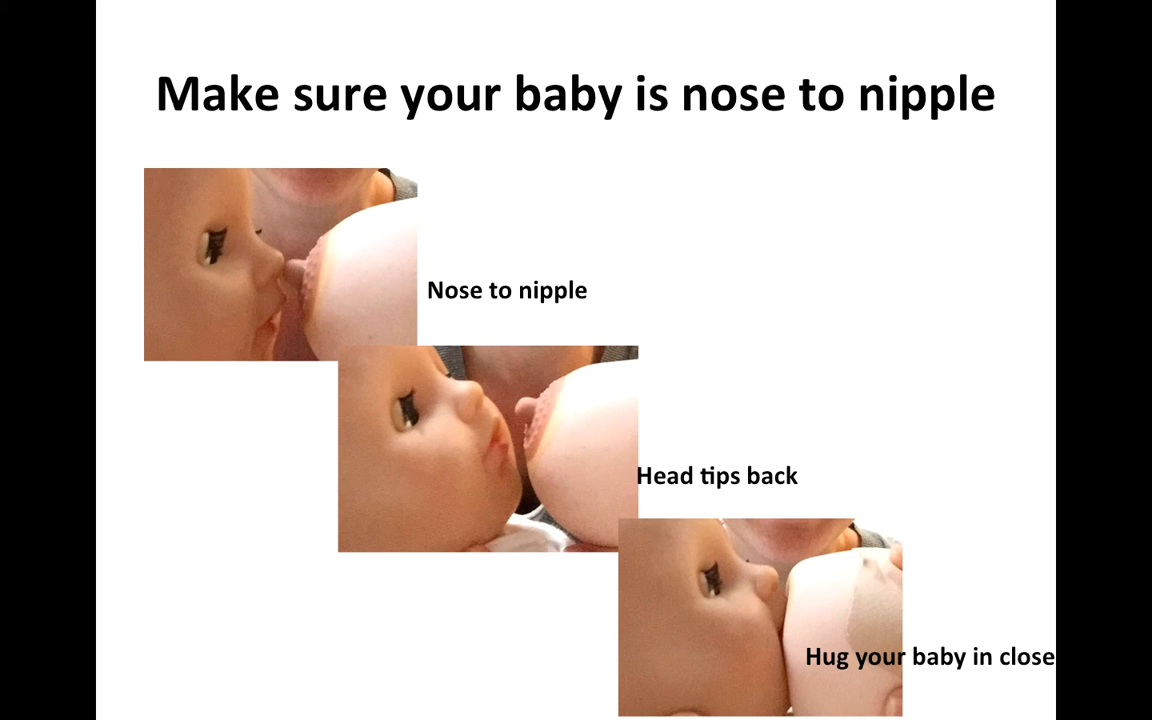 Make sure your baby is nose to nipple
Nose to nipple
Head tips back
Hug your baby in close